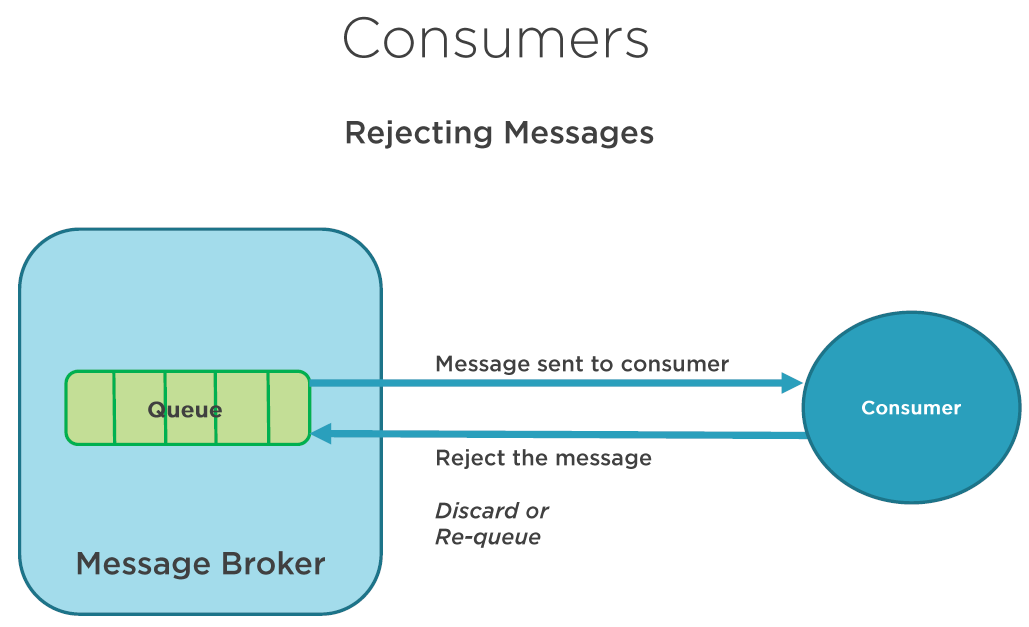 Consumers
Rejecting Messages
Message sent to consumer
Queue
Consumer
Reject the message
Discard or
Re-queue
Message Broker